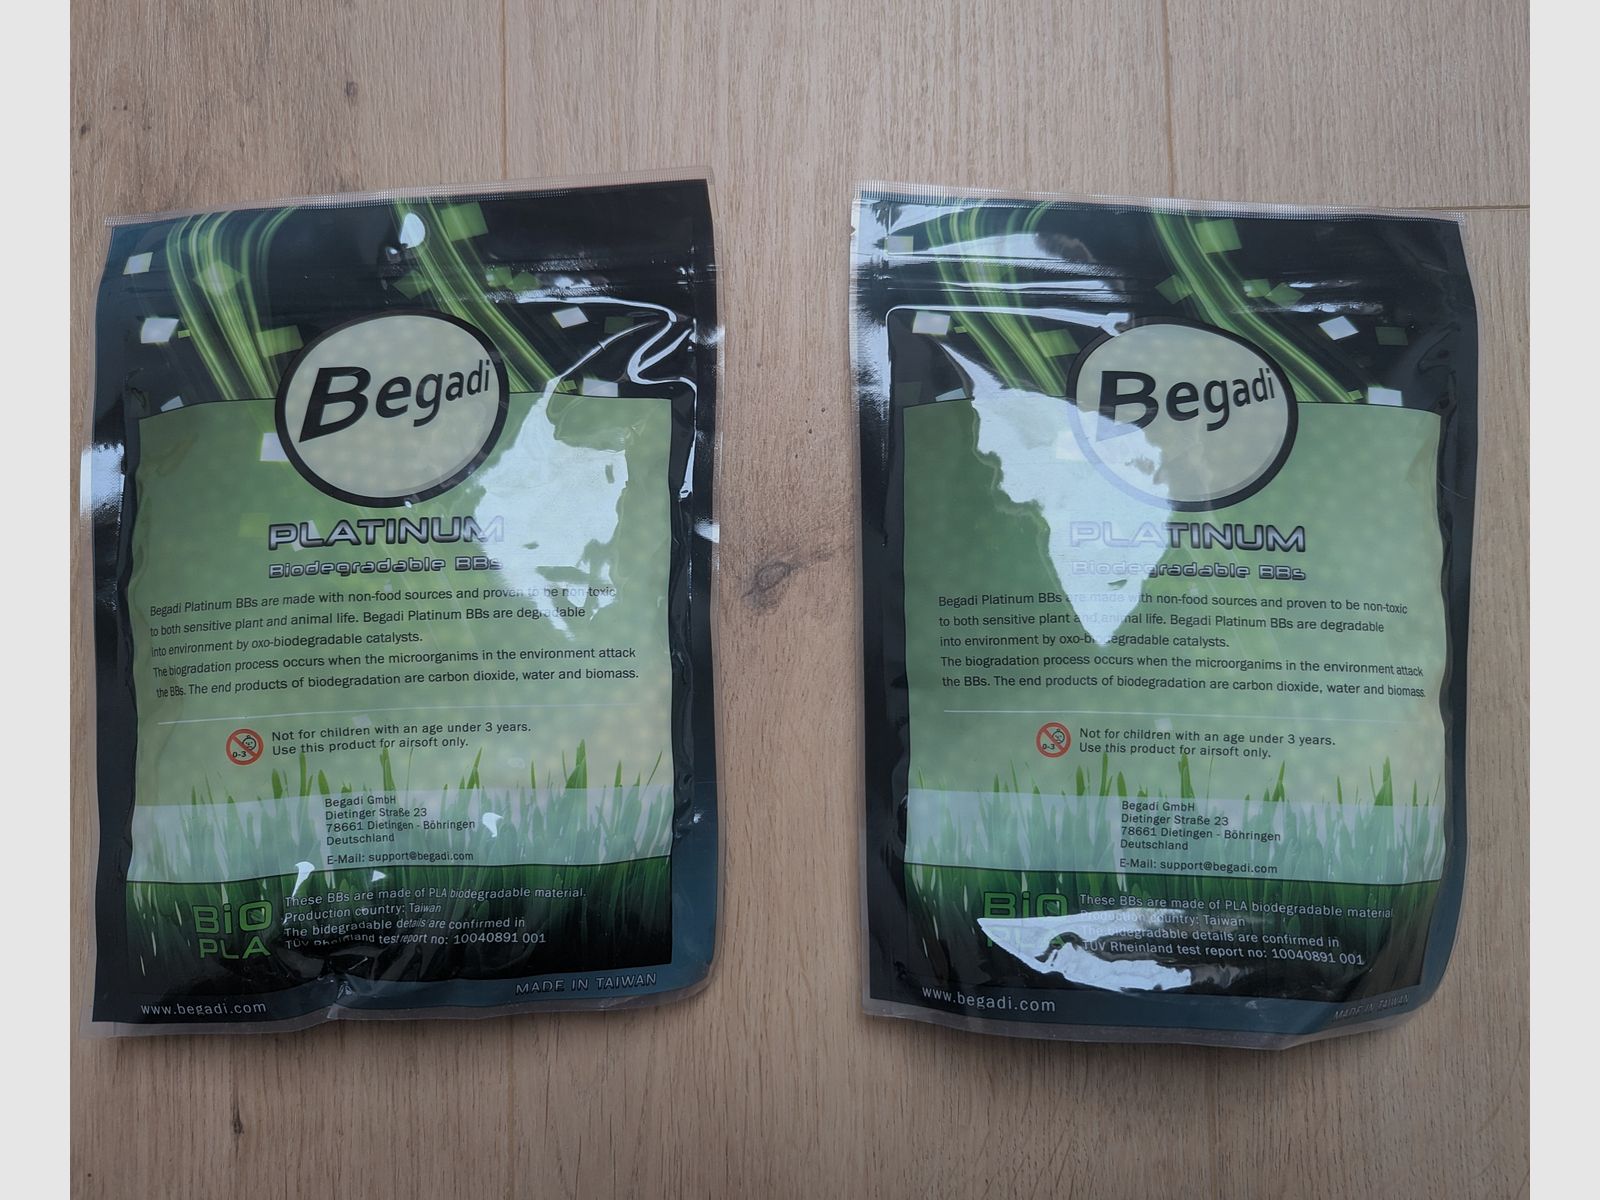 Begadi
PLATINUM
Biodegradable BBs
Begadi Platinum BBs are made with non-food sources and proven to be non-toxic
to both sensitive plant and animal life. Begadi Platinum BBs are degradable
into environment by oxo-biodegradable catalysts.
The biogradation process occurs when the microorganims in the environment attack
the BBs. The end products of biodegradation are carbon dioxide, water and biomass.
0-3
Not for children with an age under 3 years.
Use this product for airsoft only.
Begadi GmbH
Dietinger Straße 23
78661 Dietingen - Böhringen
Deutschland
E-Mail: support@begadi.com
BiO
PLA
These BBs are made of PLA biodegradable material.
Production country: Taiwan
The bidegradable details are confirmed in
TÜV Rheinland test report no: 10040891 001
MADE IN TAIWAN
www.begadi.com
Begadi
PLATINUM
Biodegradable BBs
Begadi Platinum BBs are made with non-food sources and proven to be non-toxic
to both sensitive plant and animal life. Begadi Platinum BBs are degradable
into environment by oxo-biodegradable catalysts.
The biogradation process occurs when the microorganims in the environment attack
the BBs. The end products of biodegradation are carbon dioxide, water and biomass.
0-3
Not for children with an age under 3 years.
Use this product for airsoft only.
Begadi GmbH
Dietinger Straße 23
78661 Dietingen - Böhringen
Deutschland
E-Mail: support@begadi.com
BiO
PLA
These BBs are made of PLA biodegradable material.
Production country: Taiwan
The biodegradable details are confirmed in
TÜV Rheinland test report no: 10040891 001
www.begadi.com
MADE IN TAIWAN